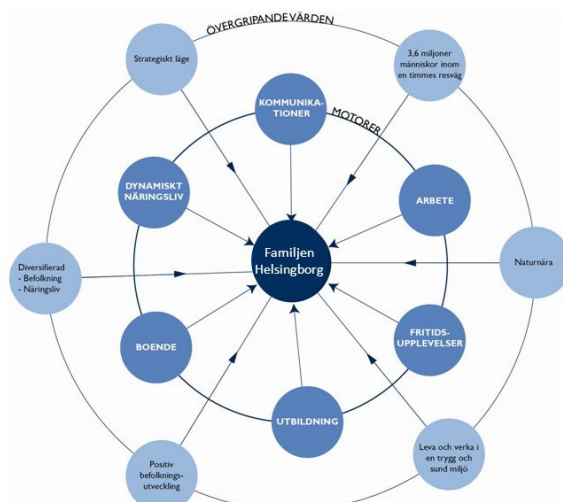 ÖVERGRIPANDE VÄRDEN
Strategiskt läge
3,6 miljoner
människor inom
en timmes resväg
KOMMUNIKA-
TIONER
MOTORER
DYNAMISKT
NÄRINGSLIV
ARBETE
Familjen
Helsingborg
Diversifierad
- Befolkning
- Näringsliv
Naturnära
BOENDE
FRITIDS-
UPPLEVELSER
UTBILDNING
Positiv
befolknings-
utveckling
Leva och verka i
en trygg och
sund miljö